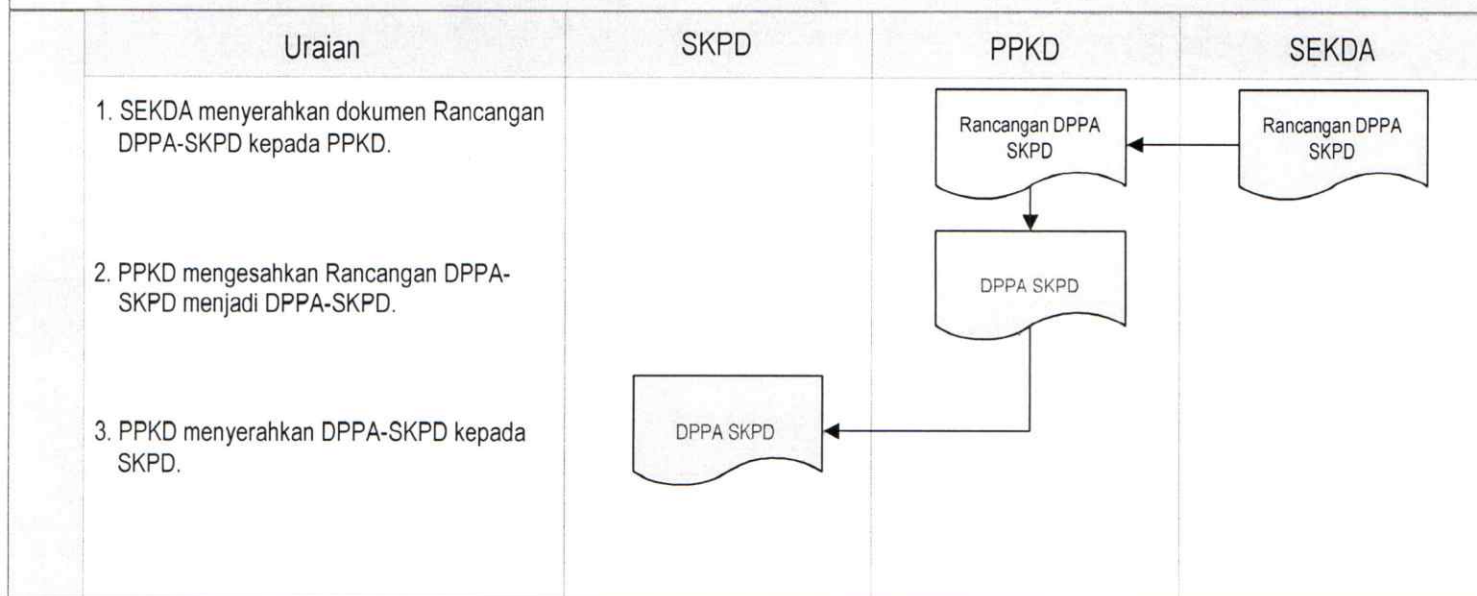 Uraian
SKPD
PPKD
SEKDA
1. SEKDA menyerahkan dokumen Rancangan
DPPA-SKPD kepada PPKD.
Rancangan DPPA
SKPD
Rancangan DPPA
SKPD
2. PPKD mengesahkan Rancangan DPPA-
SKPD menjadi DPPA-SKPD.
DPPA SKPD
3. PPKD menyerahkan DPPA-SKPD kepada
SKPD.
DPPA SKPD